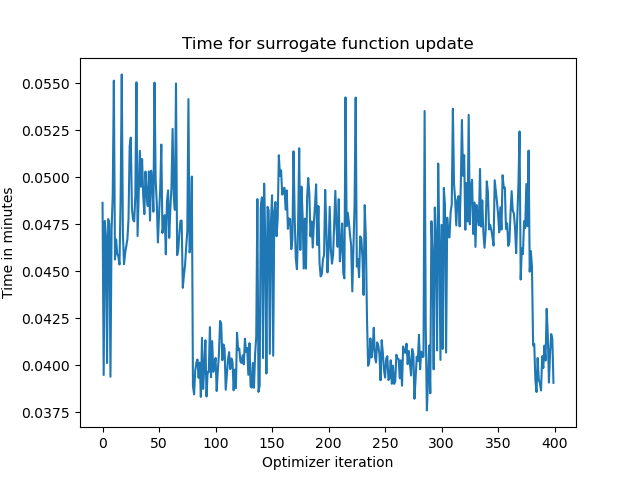 Time for surrogate function update
Time in minutes
0.0550
0.0525
0.0500
0.0475
0.0450
0.0425
0.0400
0.0375
0 50 100 150 200 250 300 350 400
Optimizer iteration